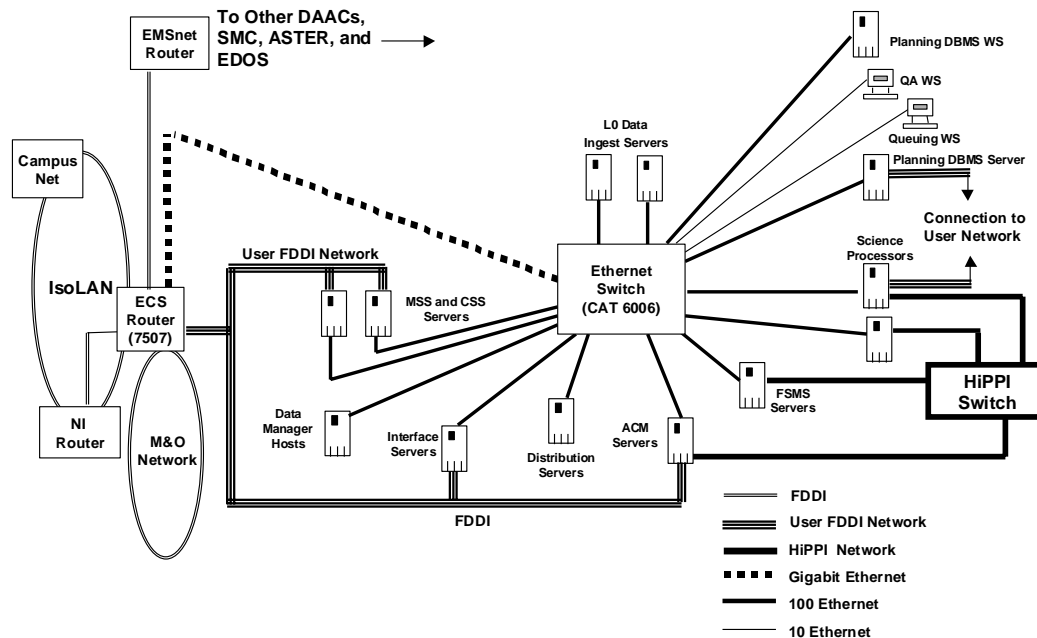 EMSnet
Router
To Other DAACs,
SMC, ASTER, and
EDOS
Planning DBMS WS
QA WS
L0 Data
Ingest Servers
Queuing WS
Planning DBMS Server
Campus
Net
Connection to
User Network
Science
Processors
User FDDI Network
Ethernet
Switch
(CAT 6006)
IsoLAN
ECS
Router
(7507)
MSS and CSS
Servers
HiPPI
Switch
FSMS
Servers
NI
Router
M&O
Network
Data
Manager
Hosts
Interface
Servers
Distribution
Servers
ACM
Servers
FDDI
FDDI
User FDDI Network
HiPPI Network
Gigabit Ethernet
100 Ethernet
10 Ethernet